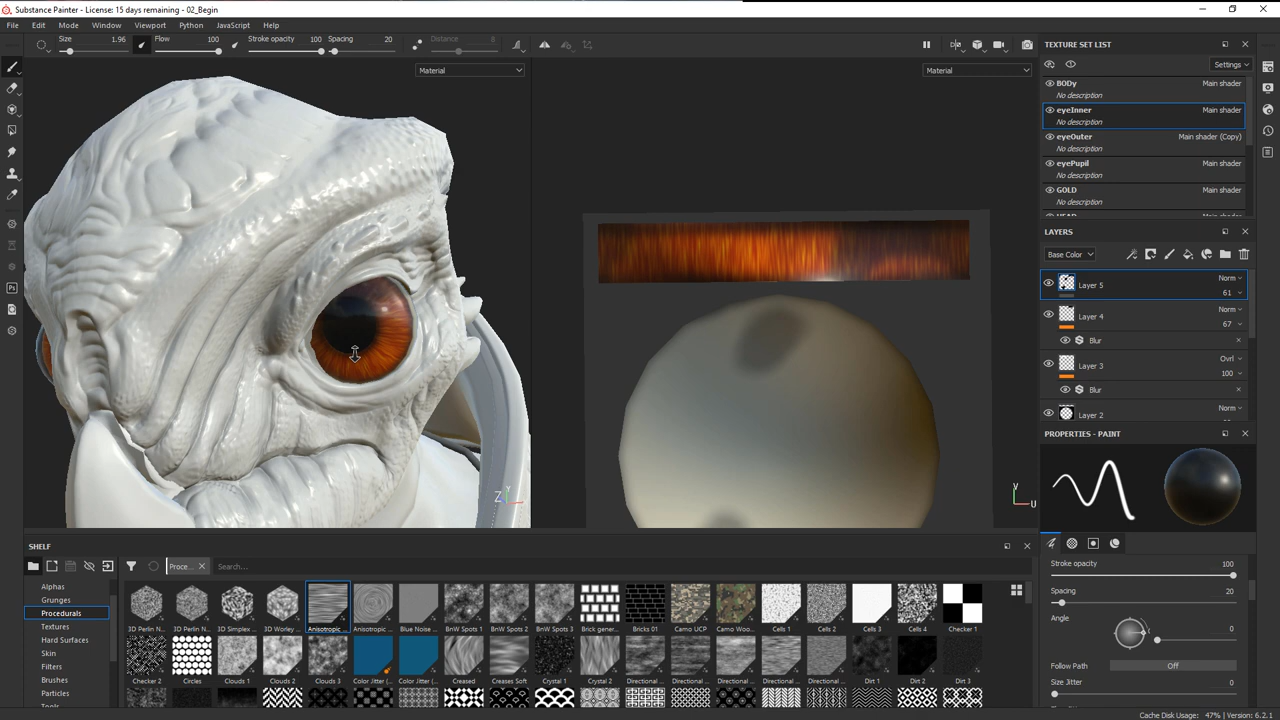 Substance Painter - License: 15 days remaining - 02_Begin
File Edit Mode Window Viewport Python JavaScript Help
Size 1.96 Flow 100 Stroke opacity 100 Spacing 20 Distance 8
Material
Material
TEXTURE SET LIST
Settings
BODy Main shader
No description
eyeInner Main shader
No description
eyeOuter Main shader (Copy)
No description
eyePupil Main shader
No description
GOLD Main shader
No description
HEAD Main shader
LAYERS
Base Color
Layer 5 Norm 61
Layer 4 Norm 67
Blur
Layer 3 Ovrl 100
Blur
Layer 2 Norm
PROPERTIES - PAINT
Stroke opacity 100
Spacing 20
Angle 0
Follow Path Off
Size Jitter 0
Z Y
V
U
Ps
SHELF
Proce... Search...
Alphas
Grunges
Procedurals
Textures
Hard Surfaces
Skin
Filters
Brushes
Particles
Tools
3D Perlin N... 3D Perlin N... 3D Simplex ... 3D Worley ... Anisotropic ... Anisotropic ... Blue Noise ... BnW Spots 1 BnW Spots 2 BnW Spots 3 Brick gener... Bricks 01 Camo UCP Camo Woo... Cells 1 Cells 2 Cells 3 Cells 4 Checker 1
Checker 2 Circles Clouds 1 Clouds 2 Clouds 3 Color Jitter (... Color Jitter (... Creased Creases Soft Crystal 1 Crystal 2 Directional ... Directional ... Directional ... Directional ... Directional ... Dirt 1 Dirt 2 Dirt 3
Cache Disk Usage: 47% | Version: 6.2.1